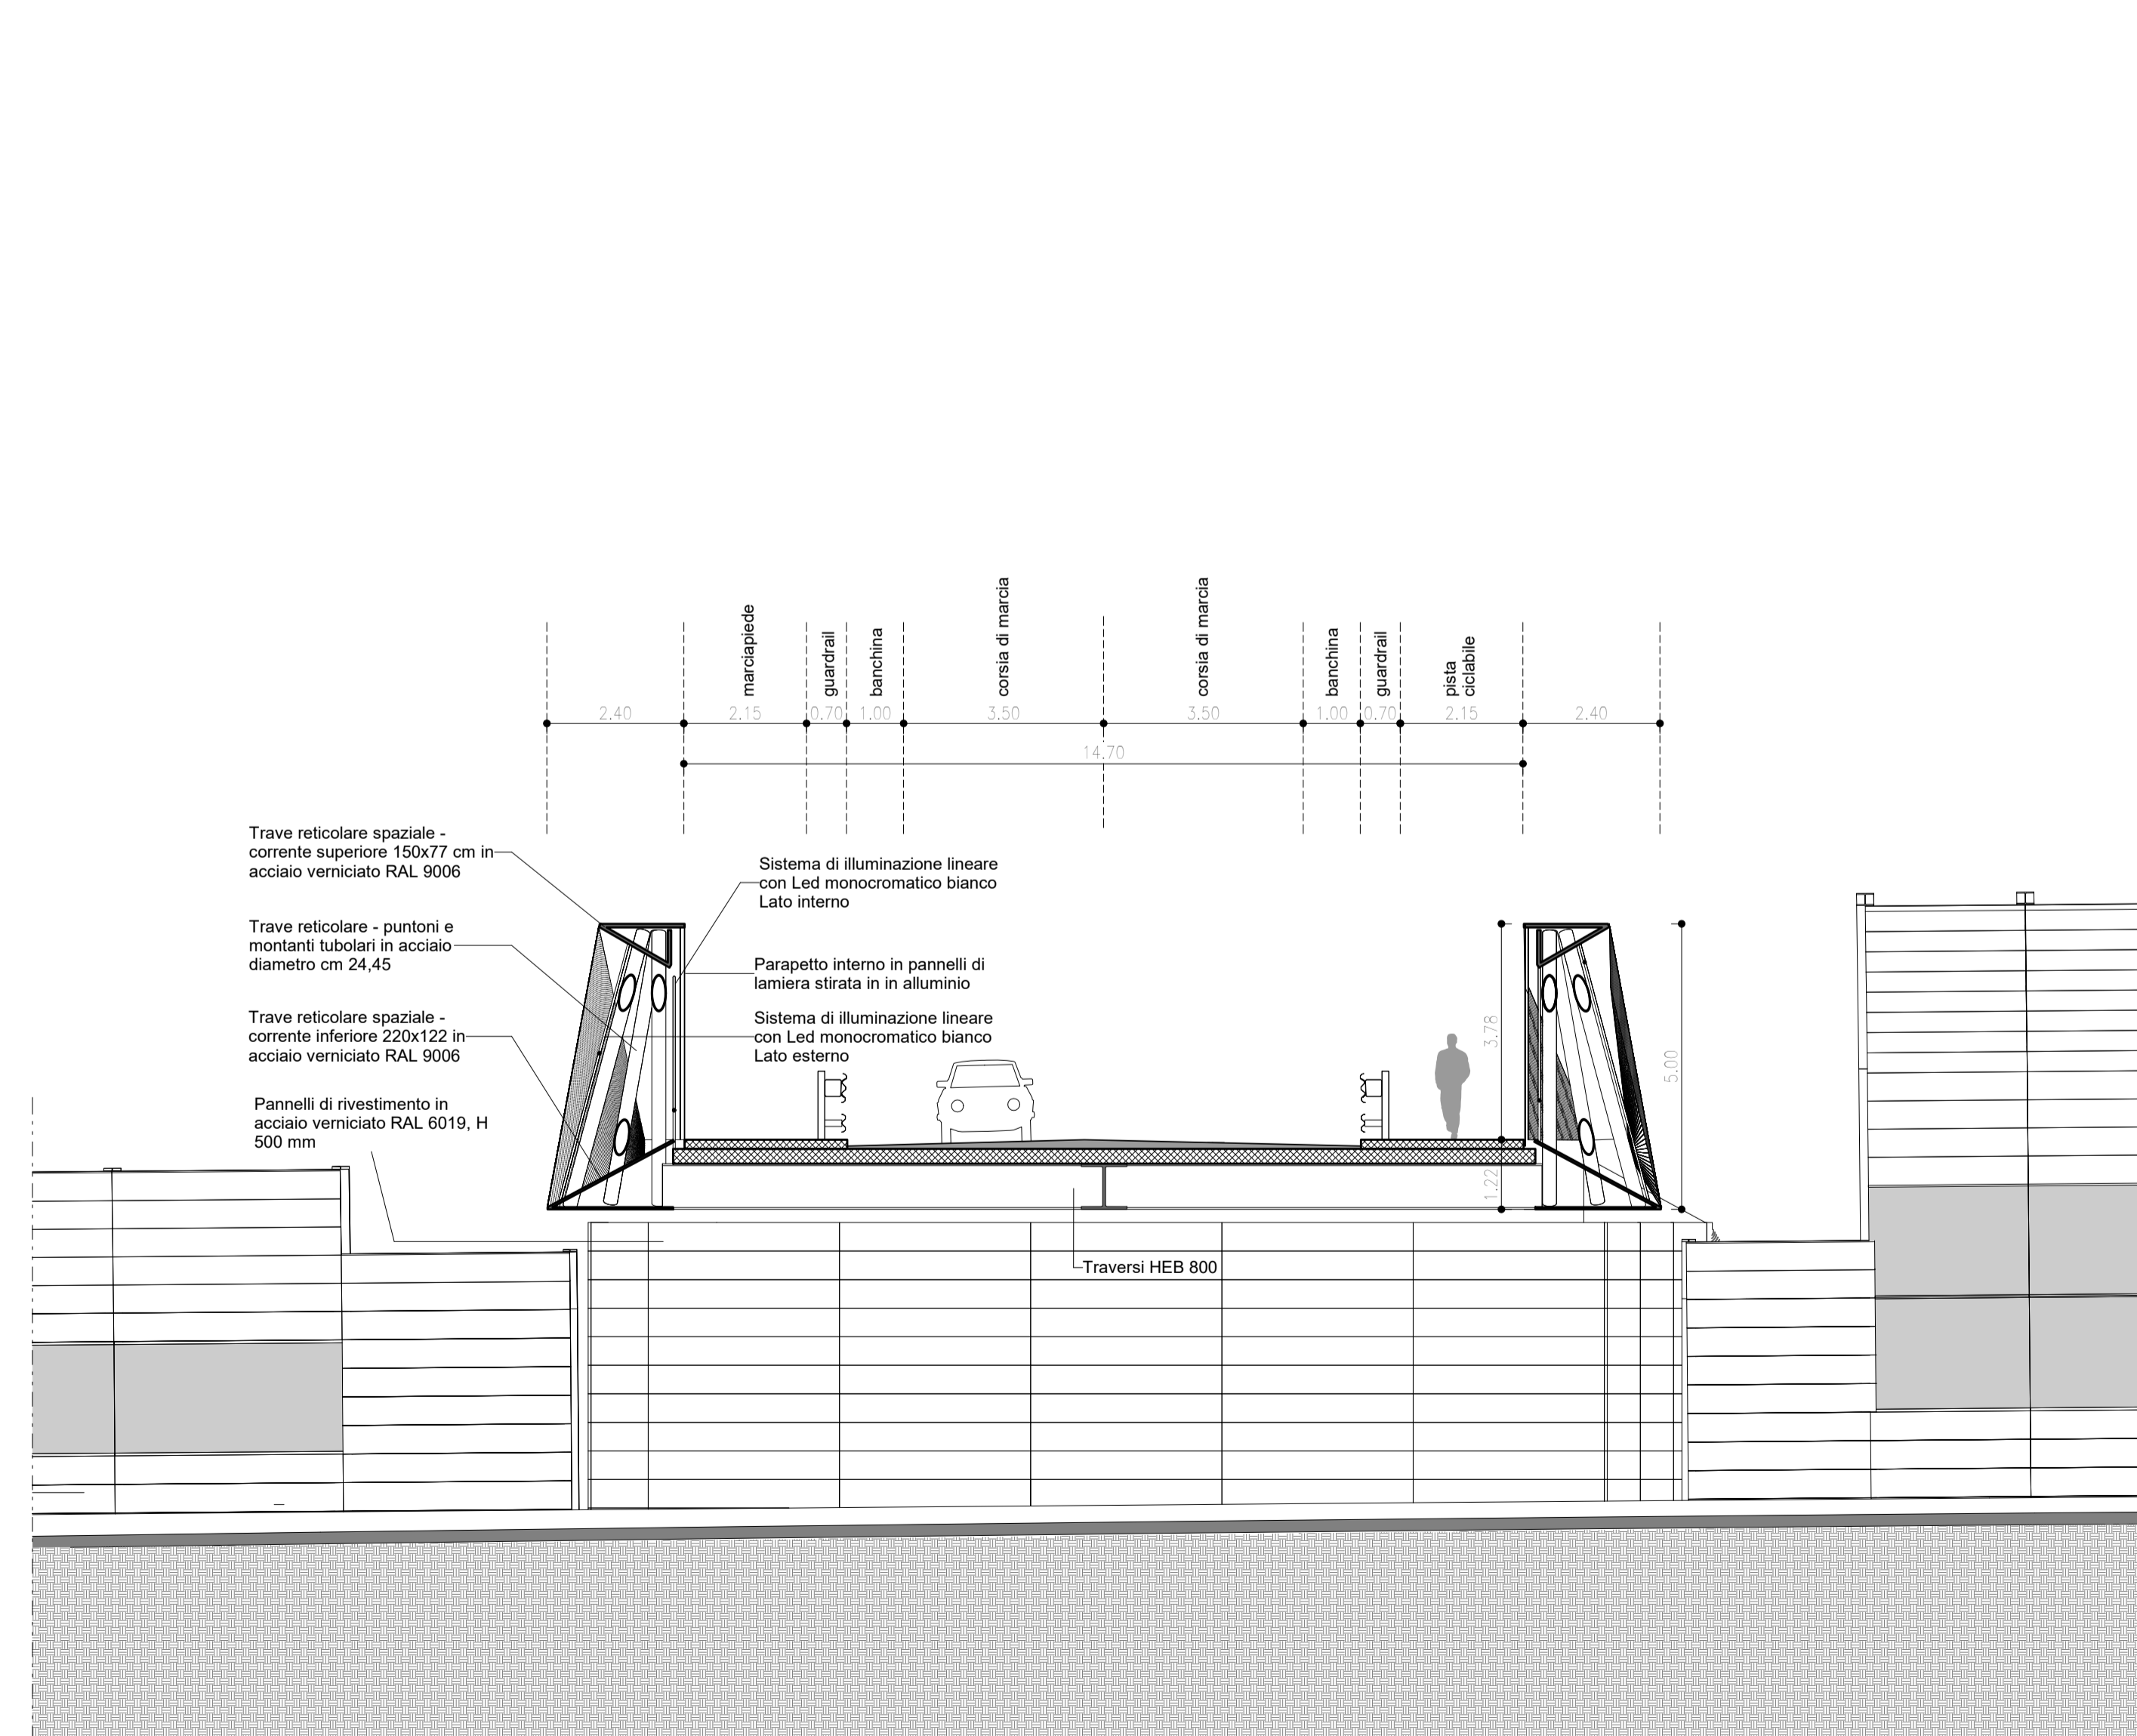 marciapiede
guardrail
banchina
corsia di marcia
corsia di marcia
banchina
guardrail
pista
ciclabile
2.40
2.15
0.70
1.00
3.50
3.50
1.00
0.70
2.15
2.40
14.70
Trave reticolare spaziale -
corrente superiore 150x77 cm in
acciaio verniciato RAL 9006
Trave reticolare - puntoni e
montanti tubolari in acciaio
diametro cm 24,45
Trave reticolare spaziale -
corrente inferiore 220x122 in
acciaio verniciato RAL 9006
Pannelli di rivestimento in
acciaio verniciato RAL 6019, H
500 mm
Sistema di illuminazione lineare
con Led monocromatico bianco
Lato interno
Parapetto interno in pannelli di
lamiera stirata in in alluminio
Sistema di illuminazione lineare
con Led monocromatico bianco
Lato esterno
3.78
5.00
1.22
Traversi HEB 800